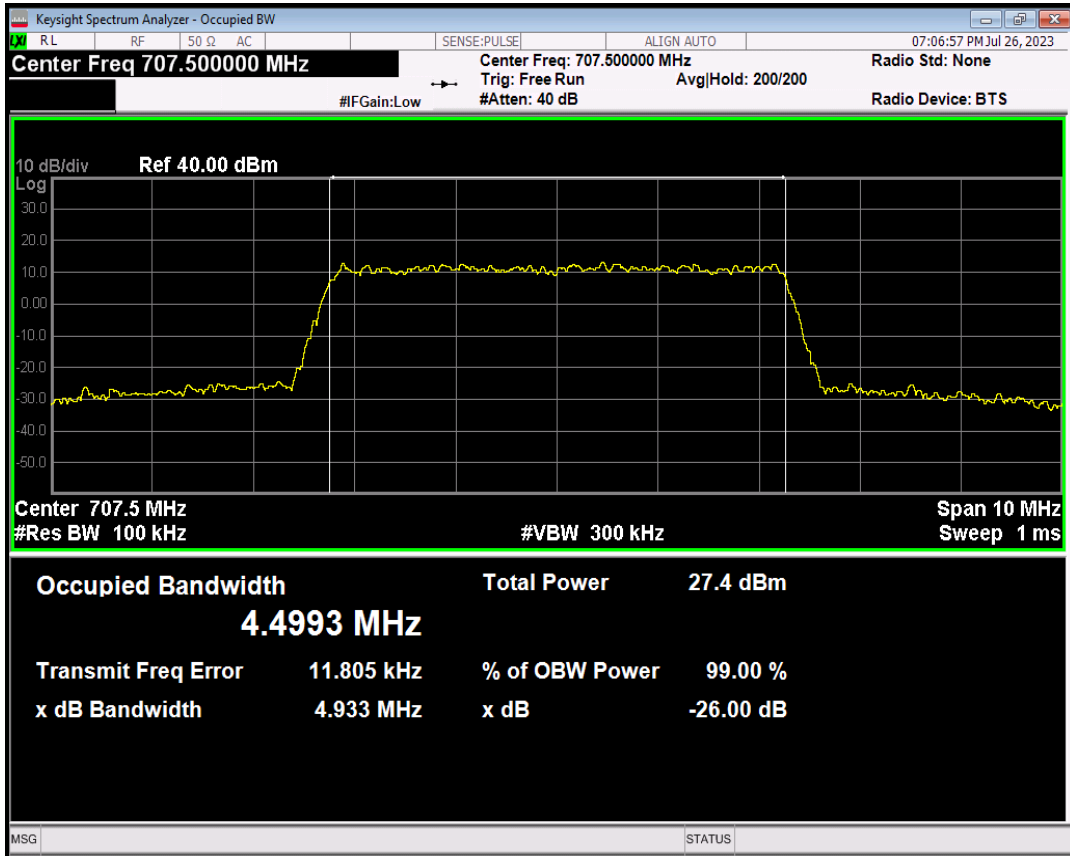 Keysight Spectrum Analyzer - Occupied BW
LXI RL RF 50 Ω AC SENSE:PULSE ALIGN AUTO 07:06:57 PM Jul 26, 2023
Center Freq 707.500000 MHz Center Freq: 707.500000 MHz Radio Std: None
Trig: Free Run Avg|Hold: 200/200
#IFGain:Low #Atten: 40 dB Radio Device: BTS
10 dB/div Ref 40.00 dBm
Log
30.0
20.0
10.0
0.00
-10.0
-20.0
-30.0
-40.0
-50.0
Center 707.5 MHz Span 10 MHz
#Res BW 100 kHz #VBW 300 kHz Sweep 1 ms
Occupied Bandwidth Total Power 27.4 dBm
4.4993 MHz
Transmit Freq Error 11.805 kHz % of OBW Power 99.00 %
x dB Bandwidth 4.933 MHz x dB -26.00 dB
MSG STATUS